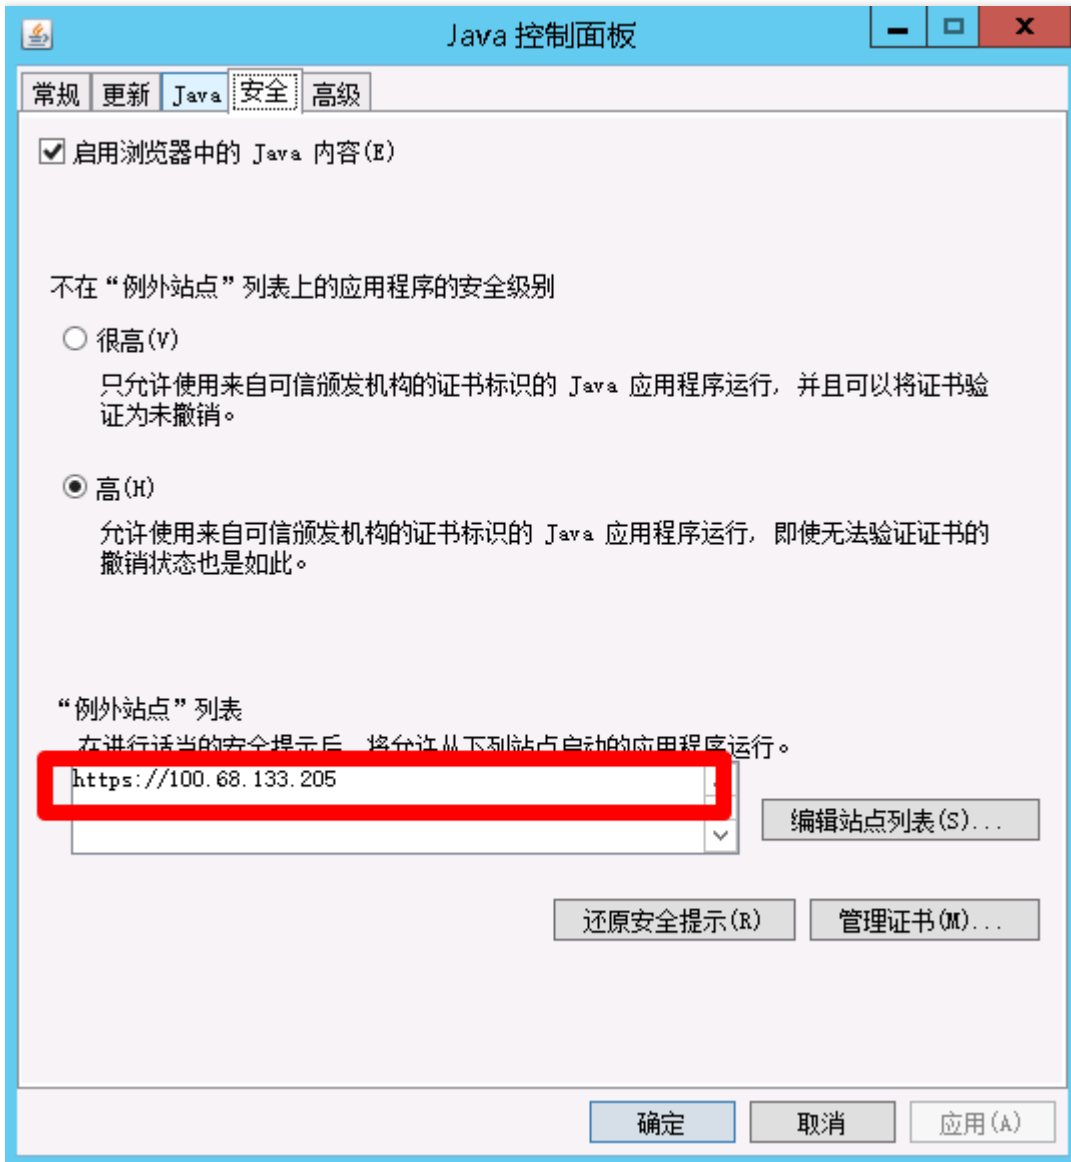 Java 控制面板
常规 更新 Java 安全 高级
启用浏览器中的 Java 内容(E)
不在“例外站点”列表上的应用程序的安全级别
很高(V)
只允许使用来自可信颁发机构的证书标识的 Java 应用程序运行, 并且可以将证书验
证为未撤销。
高(H)
允许使用来自可信颁发机构的证书标识的 Java 应用程序运行, 即使无法验证证书的
撤销状态也是如此。
“例外站点”列表
在进行适当的安全提示后, 将允许从下列站点启动的应用程序运行。
https://100.68.133.205
编辑站点列表(S)...
还原安全提示(R) 管理证书(M)...
确定 取消 应用(A)